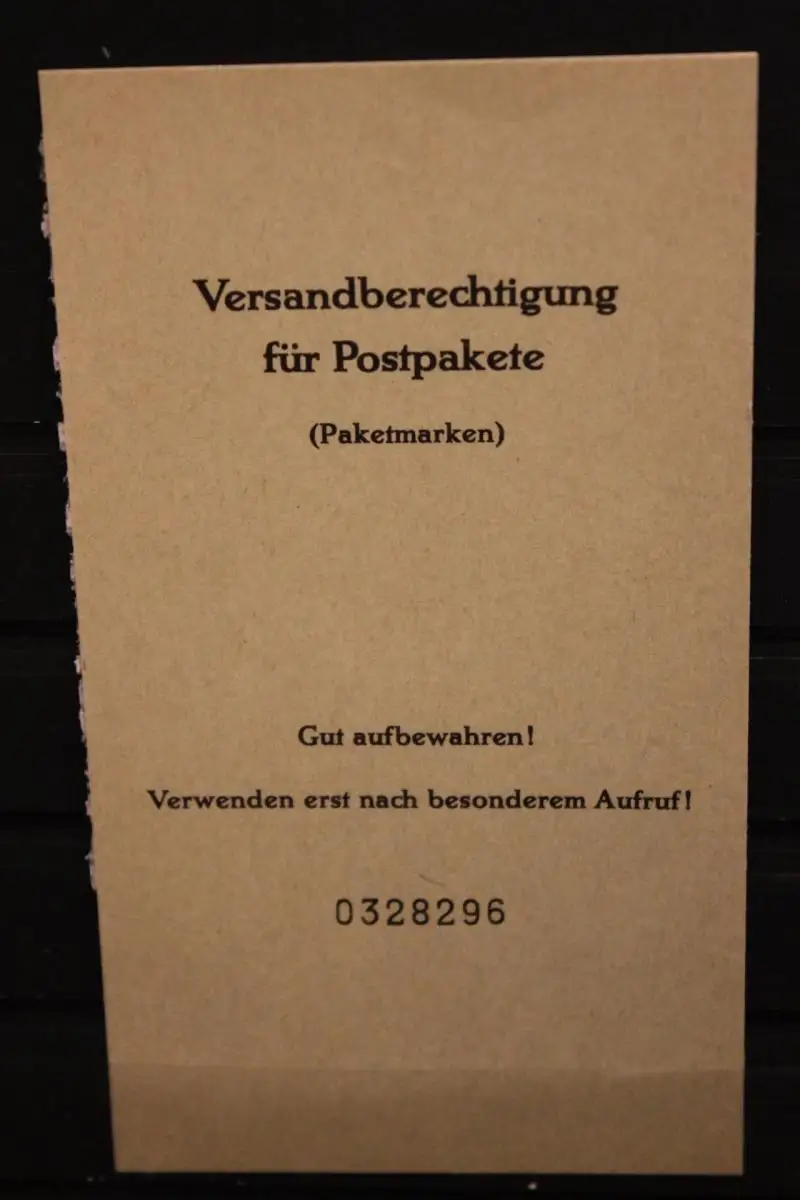 Versandberechtigung
für Postpakete
(Paketmarken)
Gut aufbewahren!
Verwenden erst nach besonderem Aufruf!
0328296